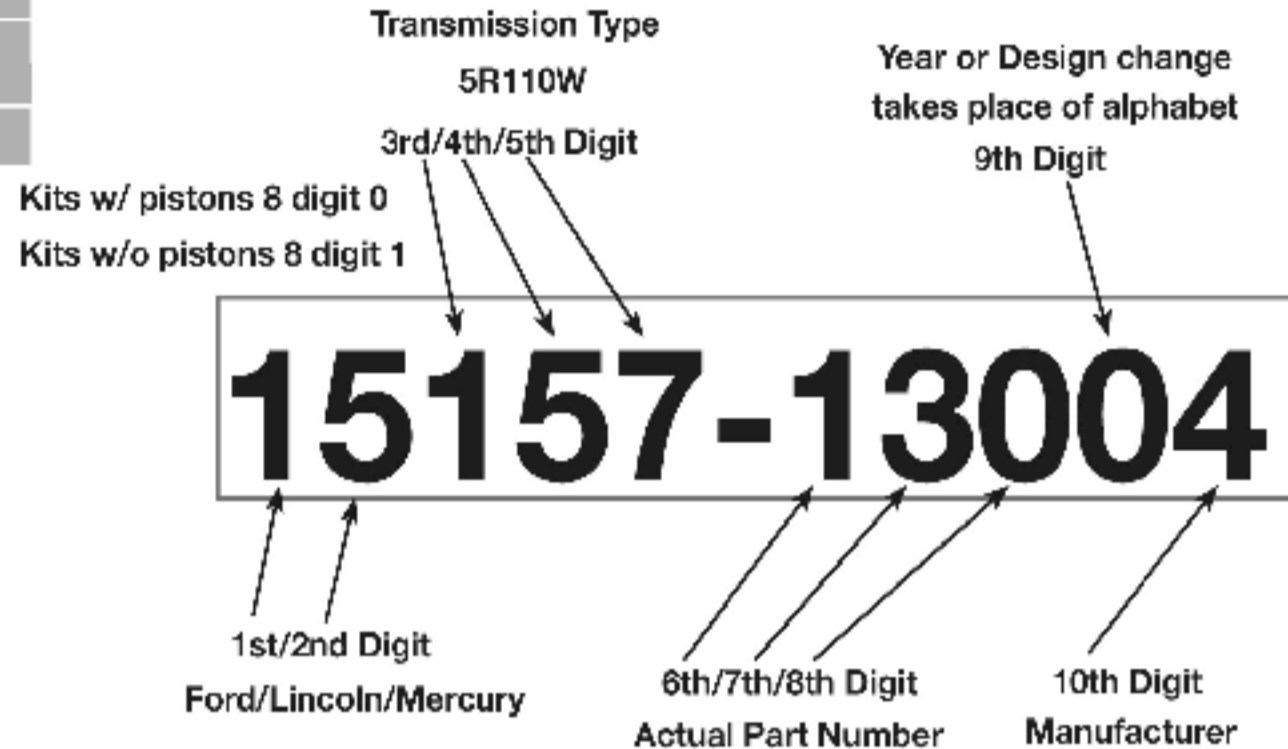 Transmission Type
5R110W
3rd/4th/5th Digit
Year or Design change
takes place of alphabet
9th Digit
Kits w/ pistons 8 digit 0
Kits w/o pistons 8 digit 1
15157-13004
1st/2nd Digit
Ford/Lincoln/Mercury
6th/7th/8th Digit
Actual Part Number
10th Digit
Manufacturer